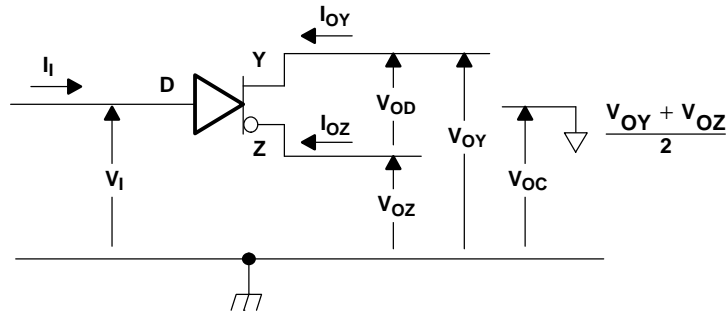 I_OY
I_I
D
Y
I_OZ
Z
V_I
V_OD
V_OY
V_OZ
V_OC
V_OY + V_OZ
2